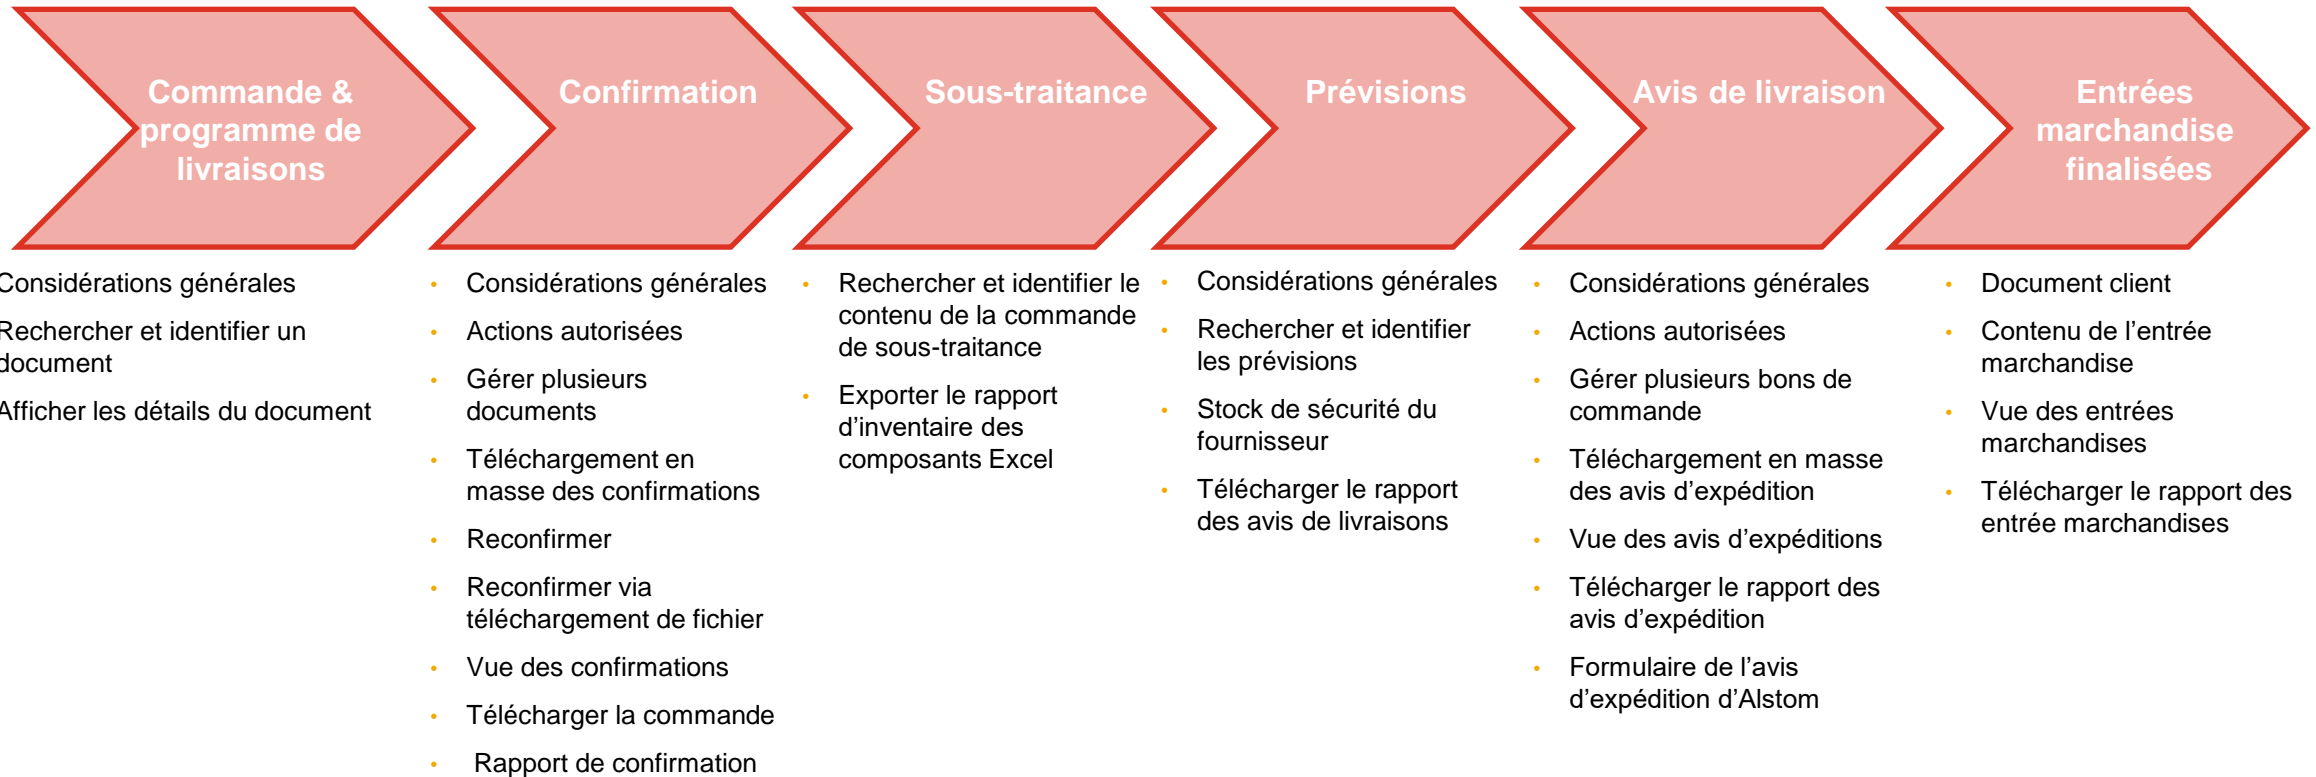 Commande &
programme de
livraisons
Confirmation
Sous-traitance
Prévisions
Avis de livraison
Entrées
marchandise
finalisées
Considérations générales
Rechercher et identifier un
document
Afficher les détails du document
• Considérations générales
• Actions autorisées
• Gérer plusieurs
documents
• Téléchargement en
masse des confirmations
• Reconfirmer
• Reconfirmer via
téléchargement de fichier
• Vue des confirmations
• Télécharger la commande
• Rapport de confirmation
• Rechercher et identifier le
contenu de la commande
de sous-traitance
• Exporter le rapport
d’inventaire des
composants Excel
• Considérations générales
• Rechercher et identifier
les prévisions
• Stock de sécurité du
fournisseur
• Télécharger le rapport
des avis de livraisons
• Considérations générales
• Actions autorisées
• Gérer plusieurs bons de
commande
• Téléchargement en masse
des avis d’expédition
• Vue des avis d’expéditions
• Télécharger le rapport des
avis d’expédition
• Formulaire de l’avis
d’expédition d’Alstom
• Document client
• Contenu de l’entrée
marchandise
• Vue des entrées
marchandises
• Télécharger le rapport des
entrée marchandises